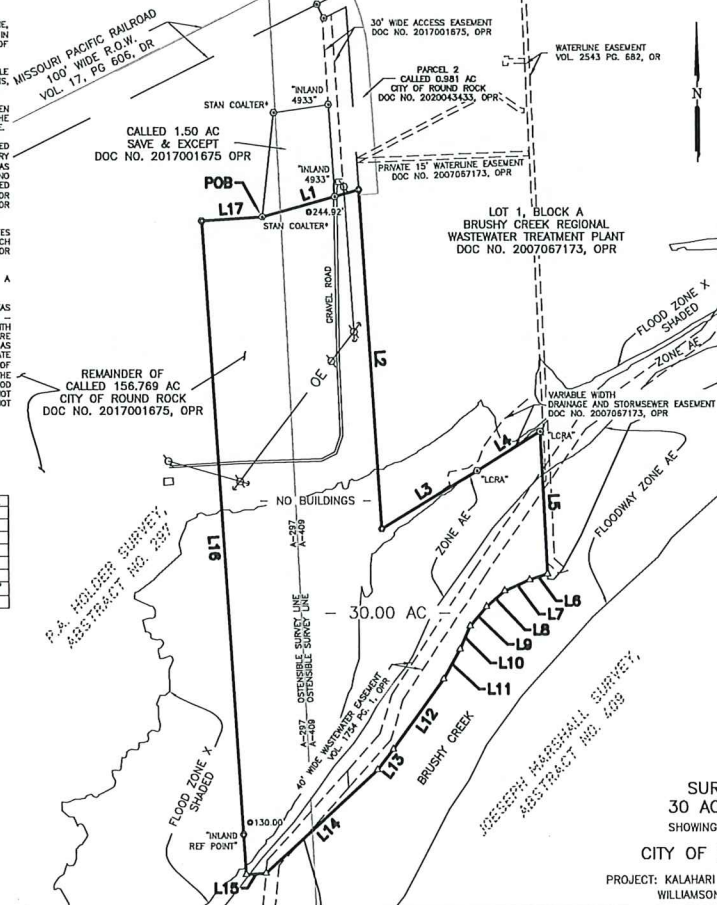 MISSOURI PACIFIC RAILROAD
100' WIDE R.O.W.
VOL. 17, PG 606, DR
30' WIDE ACCESS EASEMENT
DOC NO. 2017001675, OPR
WATERLINE EASEMENT
VOL. 2543 PG. 682, OR
PARCEL 2
CALLED 0.981 AC
CITY OF ROUND ROCK
DOC NO. 2020043433, OPR
N
"INLAND
4933"
STAN COALTER*
CALLED 1.50 AC
SAVE & EXCEPT
DOC NO. 2017001675 OPR
"INLAND
4933"
PRIVATE 15' WATERLINE EASEMENT
DOC NO. 2007067173, OPR
POB
L1
244.92'
L17
STAN COALTER*
LOT 1, BLOCK A
BRUSHY CREEK REGIONAL
WASTEWATER TREATMENT PLANT
DOC NO. 2007067173, OPR
GRAVEL ROAD
FLOOD ZONE X
SHADED
ZONE AE
L2
OE
REMAINDER OF
CALLED 156.769 AC
CITY OF ROUND ROCK
DOC NO. 2017001675, OPR
VARIABLE WIDTH
DRAINAGE AND STORMSEWER EASEMENT
DOC NO. 2007067173, OPR
L4
"LCRA"
"LCRA"
L3
NO BUILDINGS
L5
ZONE AE
FLOODWAY ZONE AE
A-297
A-409
L16
P.A. HOLDER SURVEY,
ABSTRACT NO. 297
OSTENSIBLE SURVEY LINE
OSTENSIBLE SURVEY LINE
30.00 AC
L6
L7
L8
L9
L10
L11
A-297
A-409
40' WIDE WASTEWATER EASEMENT
VOL. 1754 PG. 1, OPR
L12
BRUSHY CREEK
JOESEPH MARSHALL SURVEY,
ABSTRACT NO. 409
L13
FLOOD ZONE X
SHADED
130.00'
"INLAND
REF POINT"
L14
L15
SUR
30 AC
SHOWING
CITY OF
PROJECT: KALAHARI
WILLIAMSON